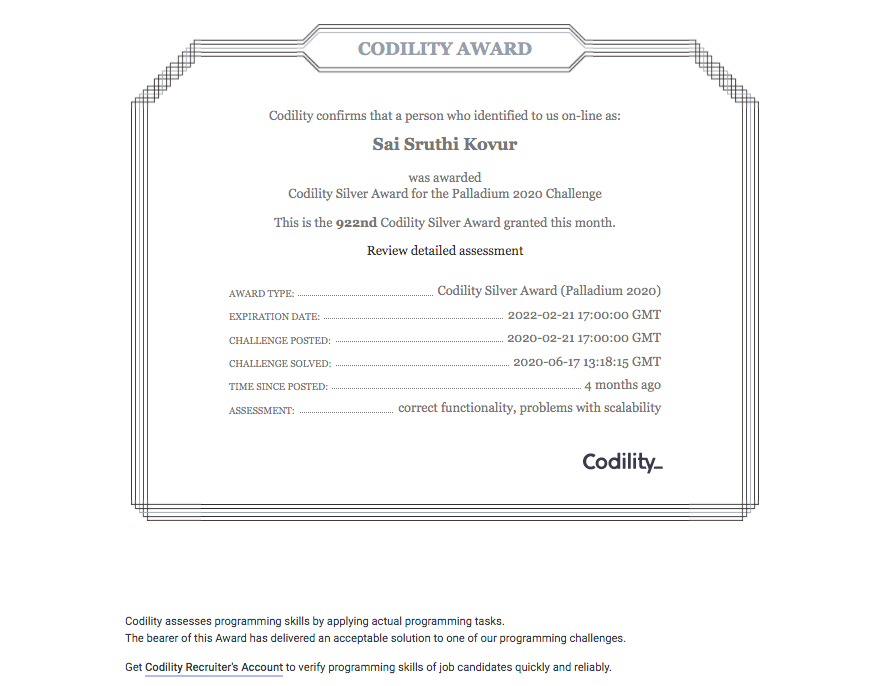 CODILITY AWARD
Codility confirms that a person who identified to us on-line as:
Sai Sruthi Kovur
was awarded
Codility Silver Award for the Palladium 2020 Challenge
This is the 922nd Codility Silver Award granted this month.
Review detailed assessment
AWARD TYPE: Codility Silver Award (Palladium 2020)
EXPIRATION DATE: 2022-02-21 17:00:00 GMT
CHALLENGE POSTED: 2020-02-21 17:00:00 GMT
CHALLENGE SOLVED: 2020-06-17 13:18:15 GMT
TIME SINCE POSTED: 4 months ago
ASSESSMENT: correct functionality, problems with scalability
Codility_
Codility assesses programming skills by applying actual programming tasks.
The bearer of this Award has delivered an acceptable solution to one of our programming challenges.
Get Codility Recruiter's Account to verify programming skills of job candidates quickly and reliably.